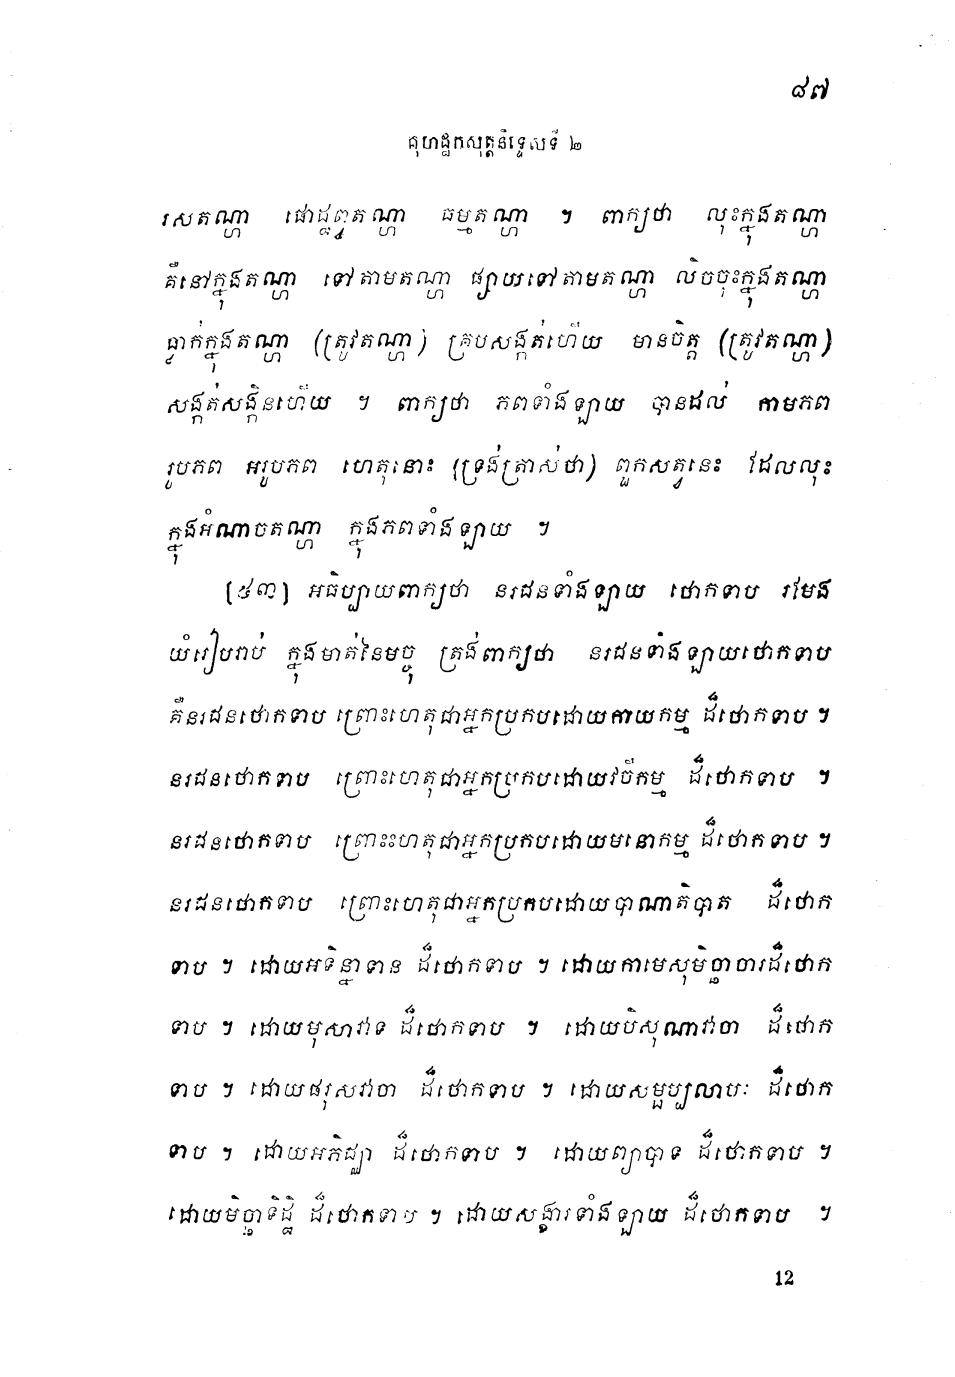 ៨៧
គុហដ្ឋកសុត្តនិទ្ទេសទី ២
រសតណ្ហា ផោដ្ឋព្វតណ្ហា ធម្មតណ្ហា ។ ពាក្យថា លុះក្នុងតណ្ហា
គឺនៅក្នុងតណ្ហា ទៅតាមតណ្ហា ផ្សាយទៅតាមតណ្ហា លិចចុះក្នុងតណ្ហា
ធ្លាក់ក្នុងតណ្ហា (ត្រូវតណ្ហា) គ្របសង្កត់ហើយ មានចិត្ត (ត្រូវតណ្ហា)
សង្កត់សង្កិនហើយ ។ ពាក្យថា ភពទាំងឡាយ បានដល់ កាមភព
រូបភព អរូបភព ហេតុនោះ (ទ្រង់ត្រាស់ថា) ពួកសត្វនេះ ដែលលុះ
ក្នុងអំណាចតណ្ហា ក្នុងភពទាំងឡាយ ។
[៥៣] អធិប្បាយពាក្យថា នរជនទាំងឡាយ ថោកទាប រមែង
យំរៀបរាប់ ក្នុងមាត់នៃមច្ចុ ត្រង់ពាក្យថា នរជនទាំងឡាយថោកទាប
គឺនរជនថោកទាប ព្រោះហេតុជាអ្នកប្រកបដោយកាយកម្ម ដ៏ថោកទាប ។
នរជនថោកទាប ព្រោះហេតុជាអ្នកប្រកបដោយវចីកម្ម ដ៏ថោកទាប ។
នរជនថោកទាប ព្រោះហេតុជាអ្នកប្រកបដោយមនោកម្ម ដ៏ថោកទាប ។
នរជនថោកទាប ព្រោះហេតុជាអ្នកប្រកបដោយបាណាតិបាត ដ៏ថោក
ទាប ។ ដោយអទិន្នាទាន ដ៏ថោកទាប ។ ដោយកាមេសុមិច្ឆាចារដ៏ថោក
ទាប ។ ដោយមុសាវាទ ដ៏ថោកទាប ។ ដោយបិសុណាវាចា ដ៏ថោក
ទាប ។ ដោយផរុសវាចា ដ៏ថោកទាប ។ ដោយសម្ផប្បលាបៈ ដ៏ថោក
ទាប ។ ដោយអភិជ្ឈា ដ៏ថោកទាប ។ ដោយព្យាបាទ ដ៏ថោកទាប ។
ដោយមិច្ឆាទិដ្ឋិ ដ៏ថោកទាប ។ ដោយសង្ខារទាំងឡាយ ដ៏ថោកទាប ។
12